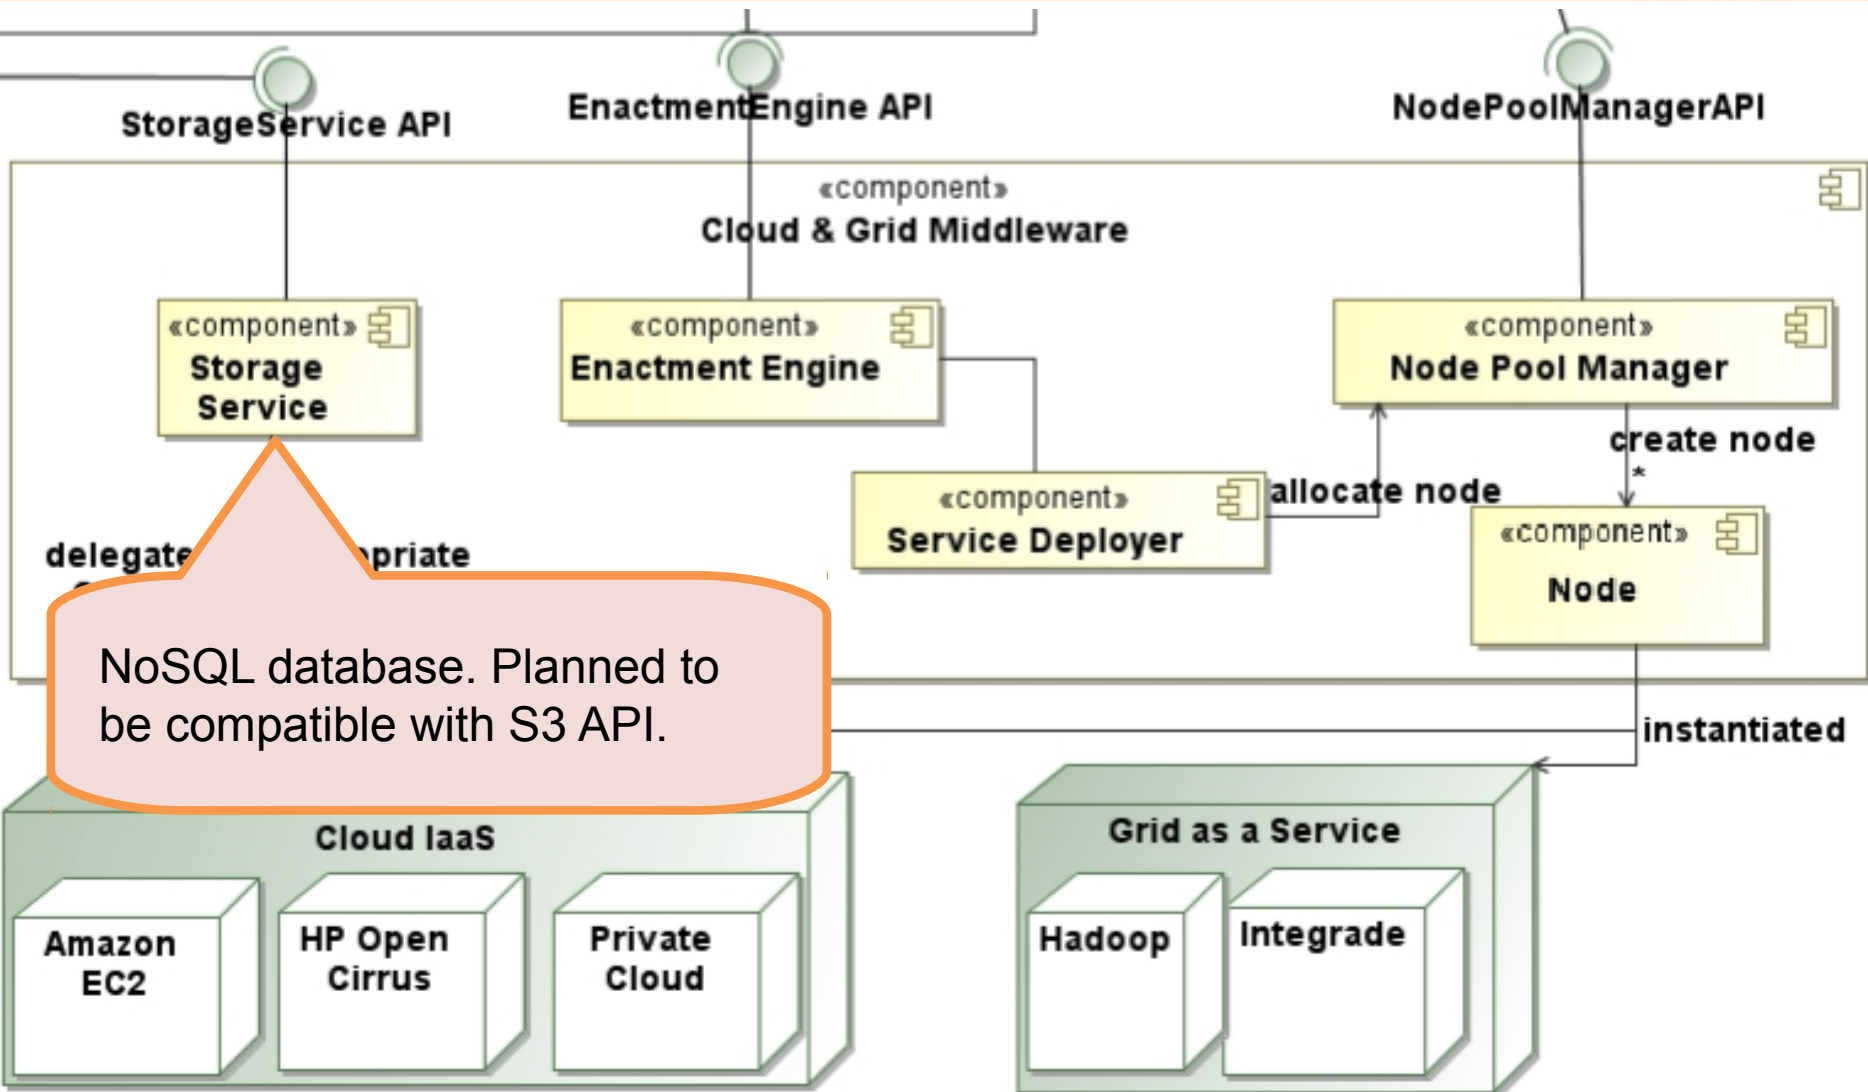 StorageService API
EnactmentEngine API
NodePoolManagerAPI
«component»
Cloud & Grid Middleware
«component»
Storage
Service
«component»
Enactment Engine
«component»
Node Pool Manager
create node
*
allocate node
«component»
Service Deployer
«component»
Node
delegate
opriate
NoSQL database. Planned to
be compatible with S3 API.
instantiated
Cloud IaaS
Amazon
EC2
HP Open
Cirrus
Private
Cloud
Grid as a Service
Hadoop
Integrade